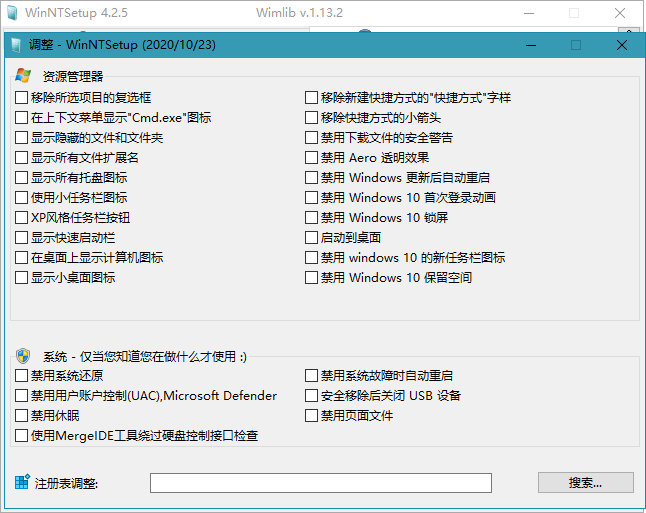 WinNTSetup 4.2.5 Wimlib v.1.13.2
调整 - WinNTSetup (2020/10/23)
资源管理器
移除所选项目的复选框
在上下文菜单显示"Cmd.exe"图标
显示隐藏的文件和文件夹
显示所有文件扩展名
显示所有托盘图标
使用小任务栏图标
XP风格任务栏按钮
显示快速启动栏
在桌面上显示计算机图标
显示小桌面图标
移除新建快捷方式的"快捷方式"字样
移除快捷方式的小箭头
禁用下载文件的安全警告
禁用 Aero 透明效果
禁用 Windows 更新后自动重启
禁用 Windows 10 首次登录动画
禁用 Windows 10 锁屏
启动到桌面
禁用 windows 10 的新任务栏图标
禁用 Windows 10 保留空间
系统 - 仅当您知道您在做什么才使用 :)
禁用系统还原
禁用用户账户控制(UAC),Microsoft Defender
禁用休眠
使用MergeIDE工具绕过硬盘控制接口检查
禁用系统故障时自动重启
安全移除后关闭 USB 设备
禁用页面文件
注册表调整:
搜索...